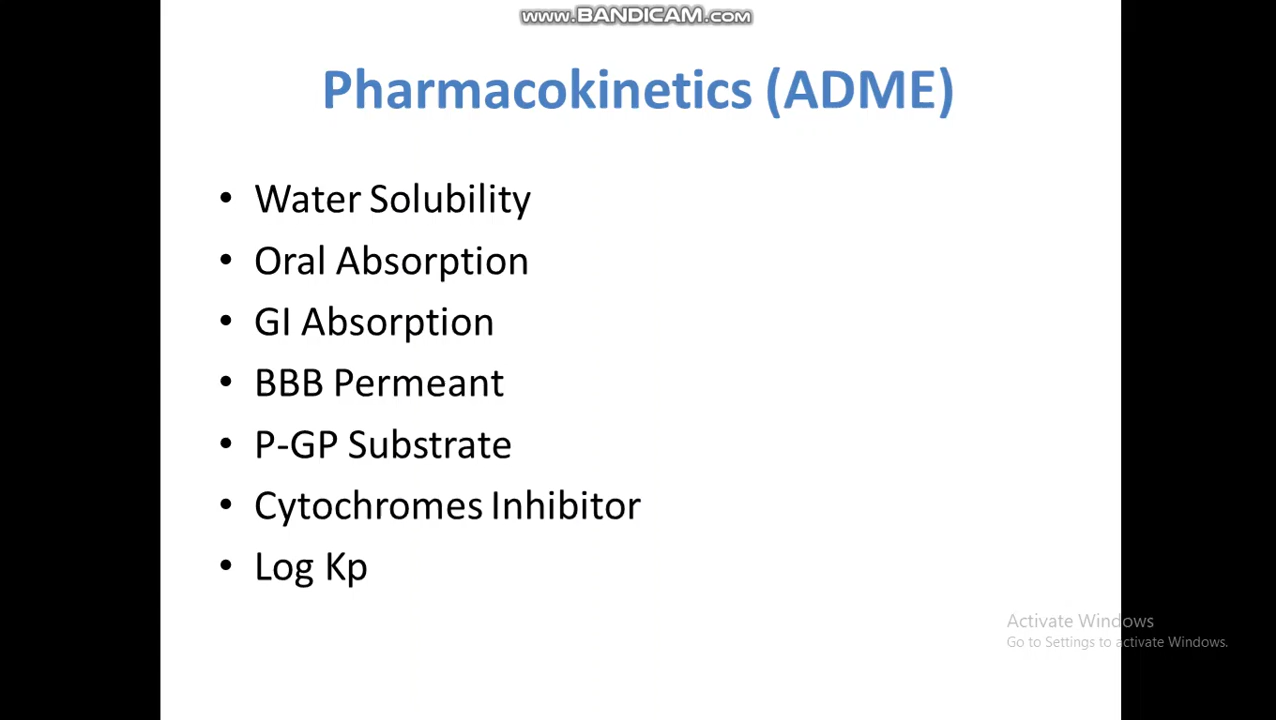 www.BANDICAM.com
Pharmacokinetics (ADME)
• Water Solubility
• Oral Absorption
• GI Absorption
• BBB Permeant
• P-GP Substrate
• Cytochromes Inhibitor
• Log Kp
Activate Windows
Go to Settings to activate Windows.